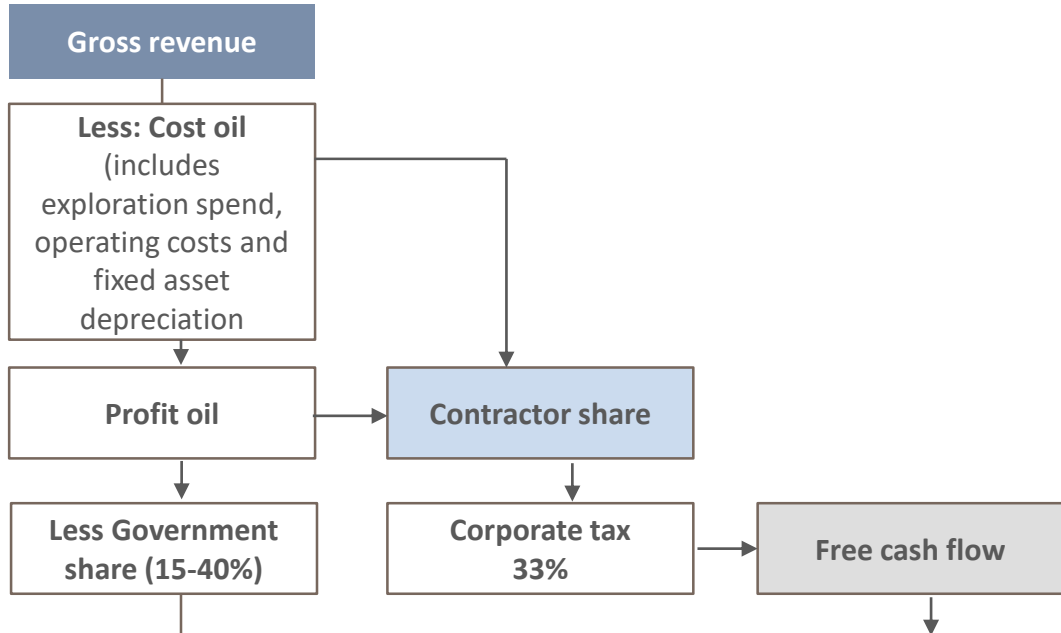 Gross revenue
Less: Cost oil
(includes
exploration spend,
operating costs and
fixed asset
depreciation
Profit oil
Contractor share
Less Government
share (15-40%)
Corporate tax
33%
Free cash flow